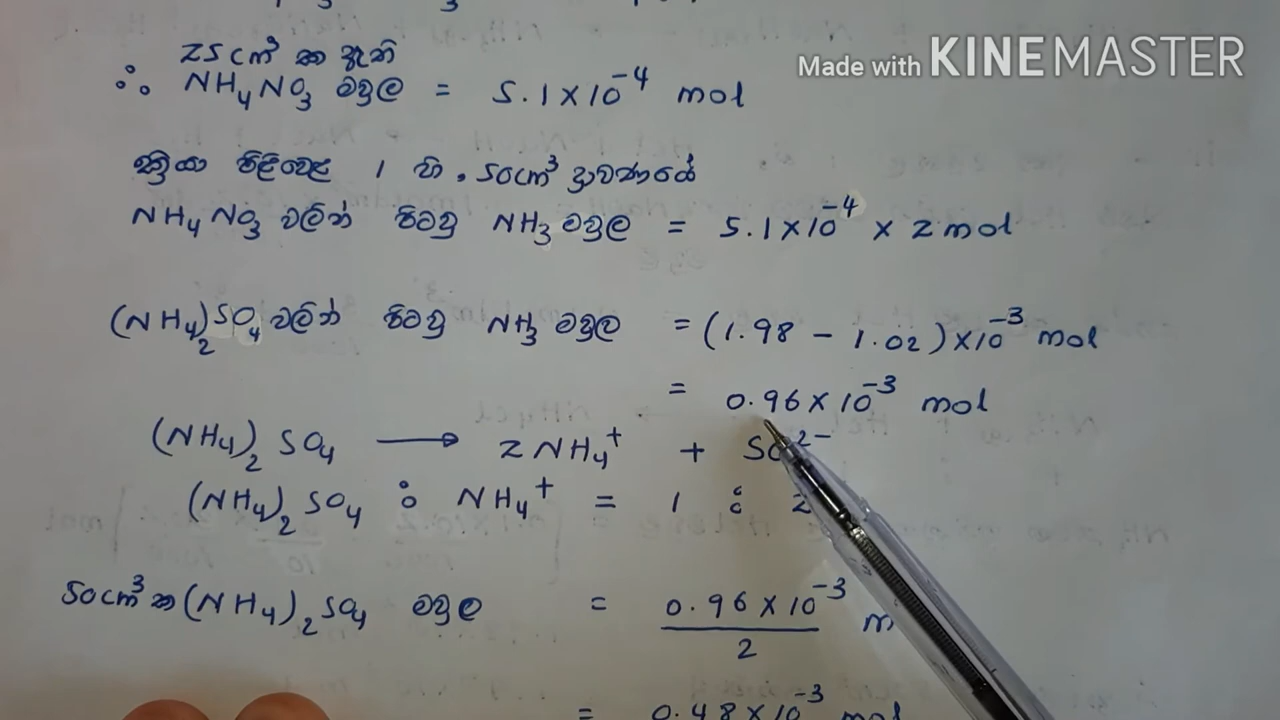 Made with KINEMASTER
25cm³ ක ඇති
∴ NH₄NO₃ මවුල = 5.1×10⁻⁴ mol
ක්‍රියා පිළිවෙළ 1 හි . 50cm³ ද්‍රාවණයේ
NH₄NO₃ වලින් පිටවූ NH₃ මවුල = 5.1×10⁻⁴ × 2 mol
(NH₄)₂SO₄ වලින් පිටවූ NH₃ මවුල = (1.98 − 1.02)×10⁻³ mol
= 0.96×10⁻³ mol
(NH₄)₂SO₄ ⟶ 2NH₄⁺ + SO ²⁻
(NH₄)₂SO₄ : NH₄⁺ = 1 : 2
50cm³ක (NH₄)₂SO₄ මවුල = 0.96×10⁻³ m
2
= 0.48×10⁻³ mol